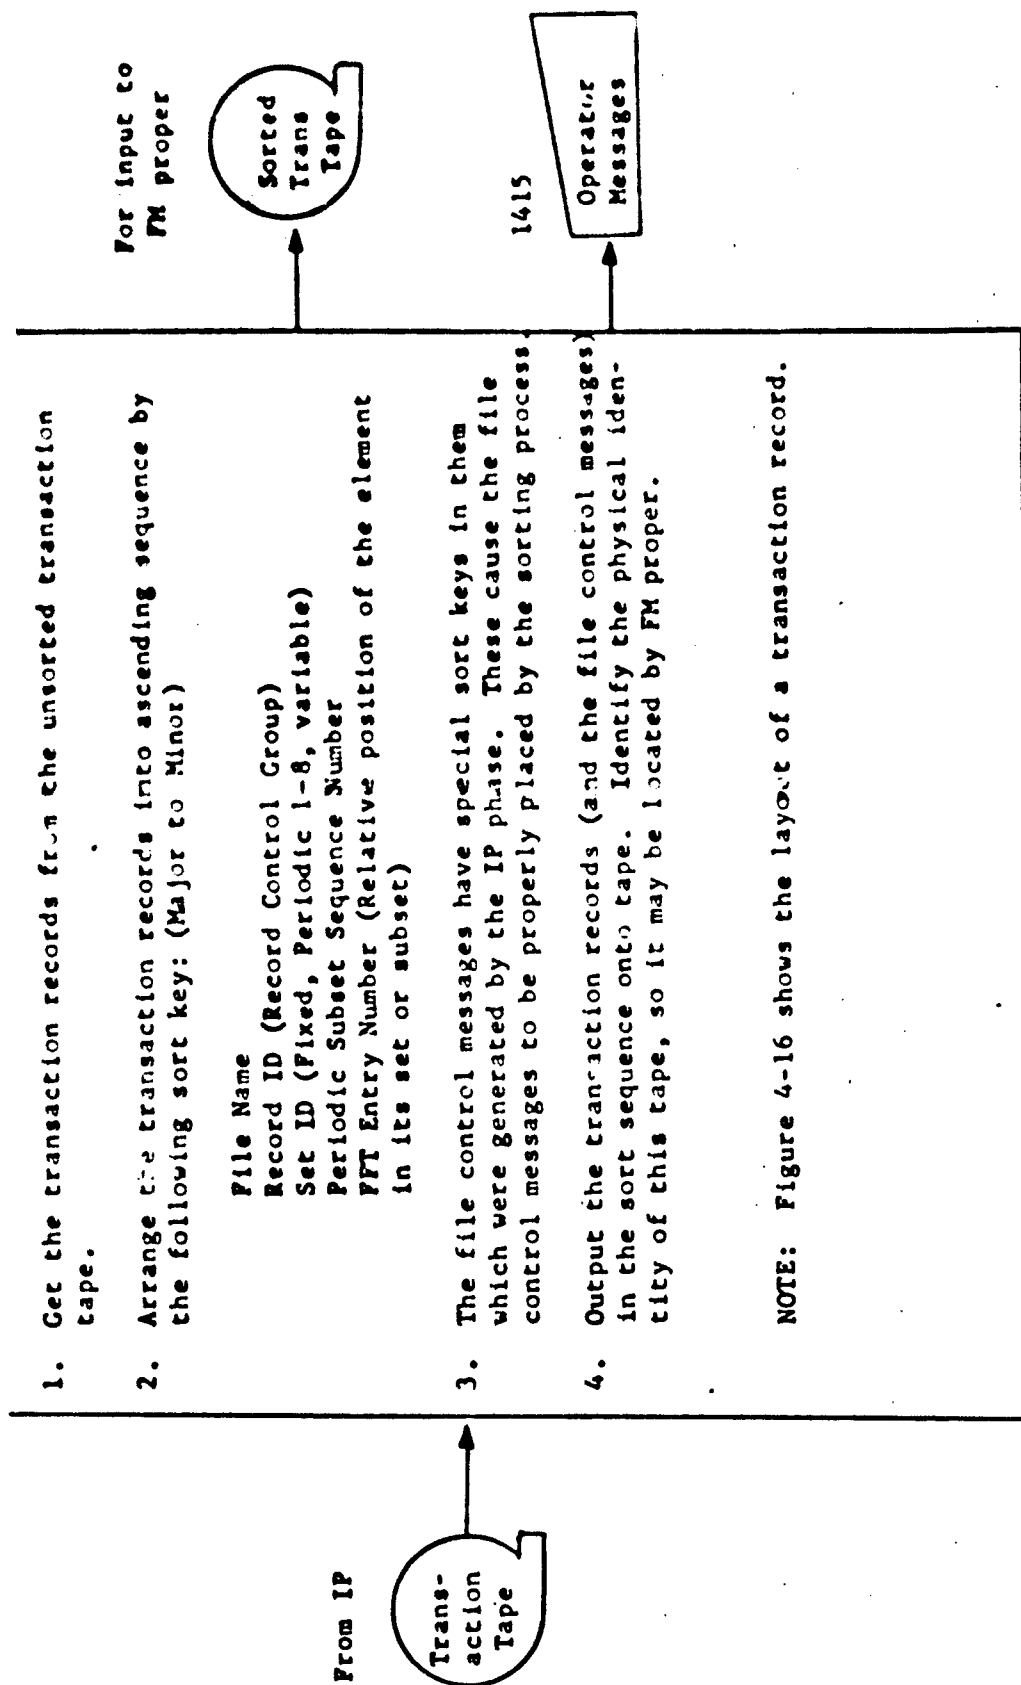 From IP
Trans-
action
Tape
1. Get the transaction records from the unsorted transaction
tape.
2. Arrange the transaction records into ascending sequence by
the following sort key: (Major to Minor)
File Name
Record ID (Record Control Group)
Set ID (Fixed, Periodic 1-8, variable)
Periodic Subset Sequence Number
FFT Entry Number (Relative position of the element
in its set or subset)
3. The file control messages have special sort keys in them
which were generated by the IP phase. These cause the file
control messages to be properly placed by the sorting process.
4. Output the transaction records (and the file control messages)
in the sort sequence onto tape. Identify the physical iden-
tity of this tape, so it may be located by FM proper.
NOTE: Figure 4-16 shows the layout of a transaction record.
For input to
FM proper
Sorted
Trans
Tape
1415
Operator
Messages